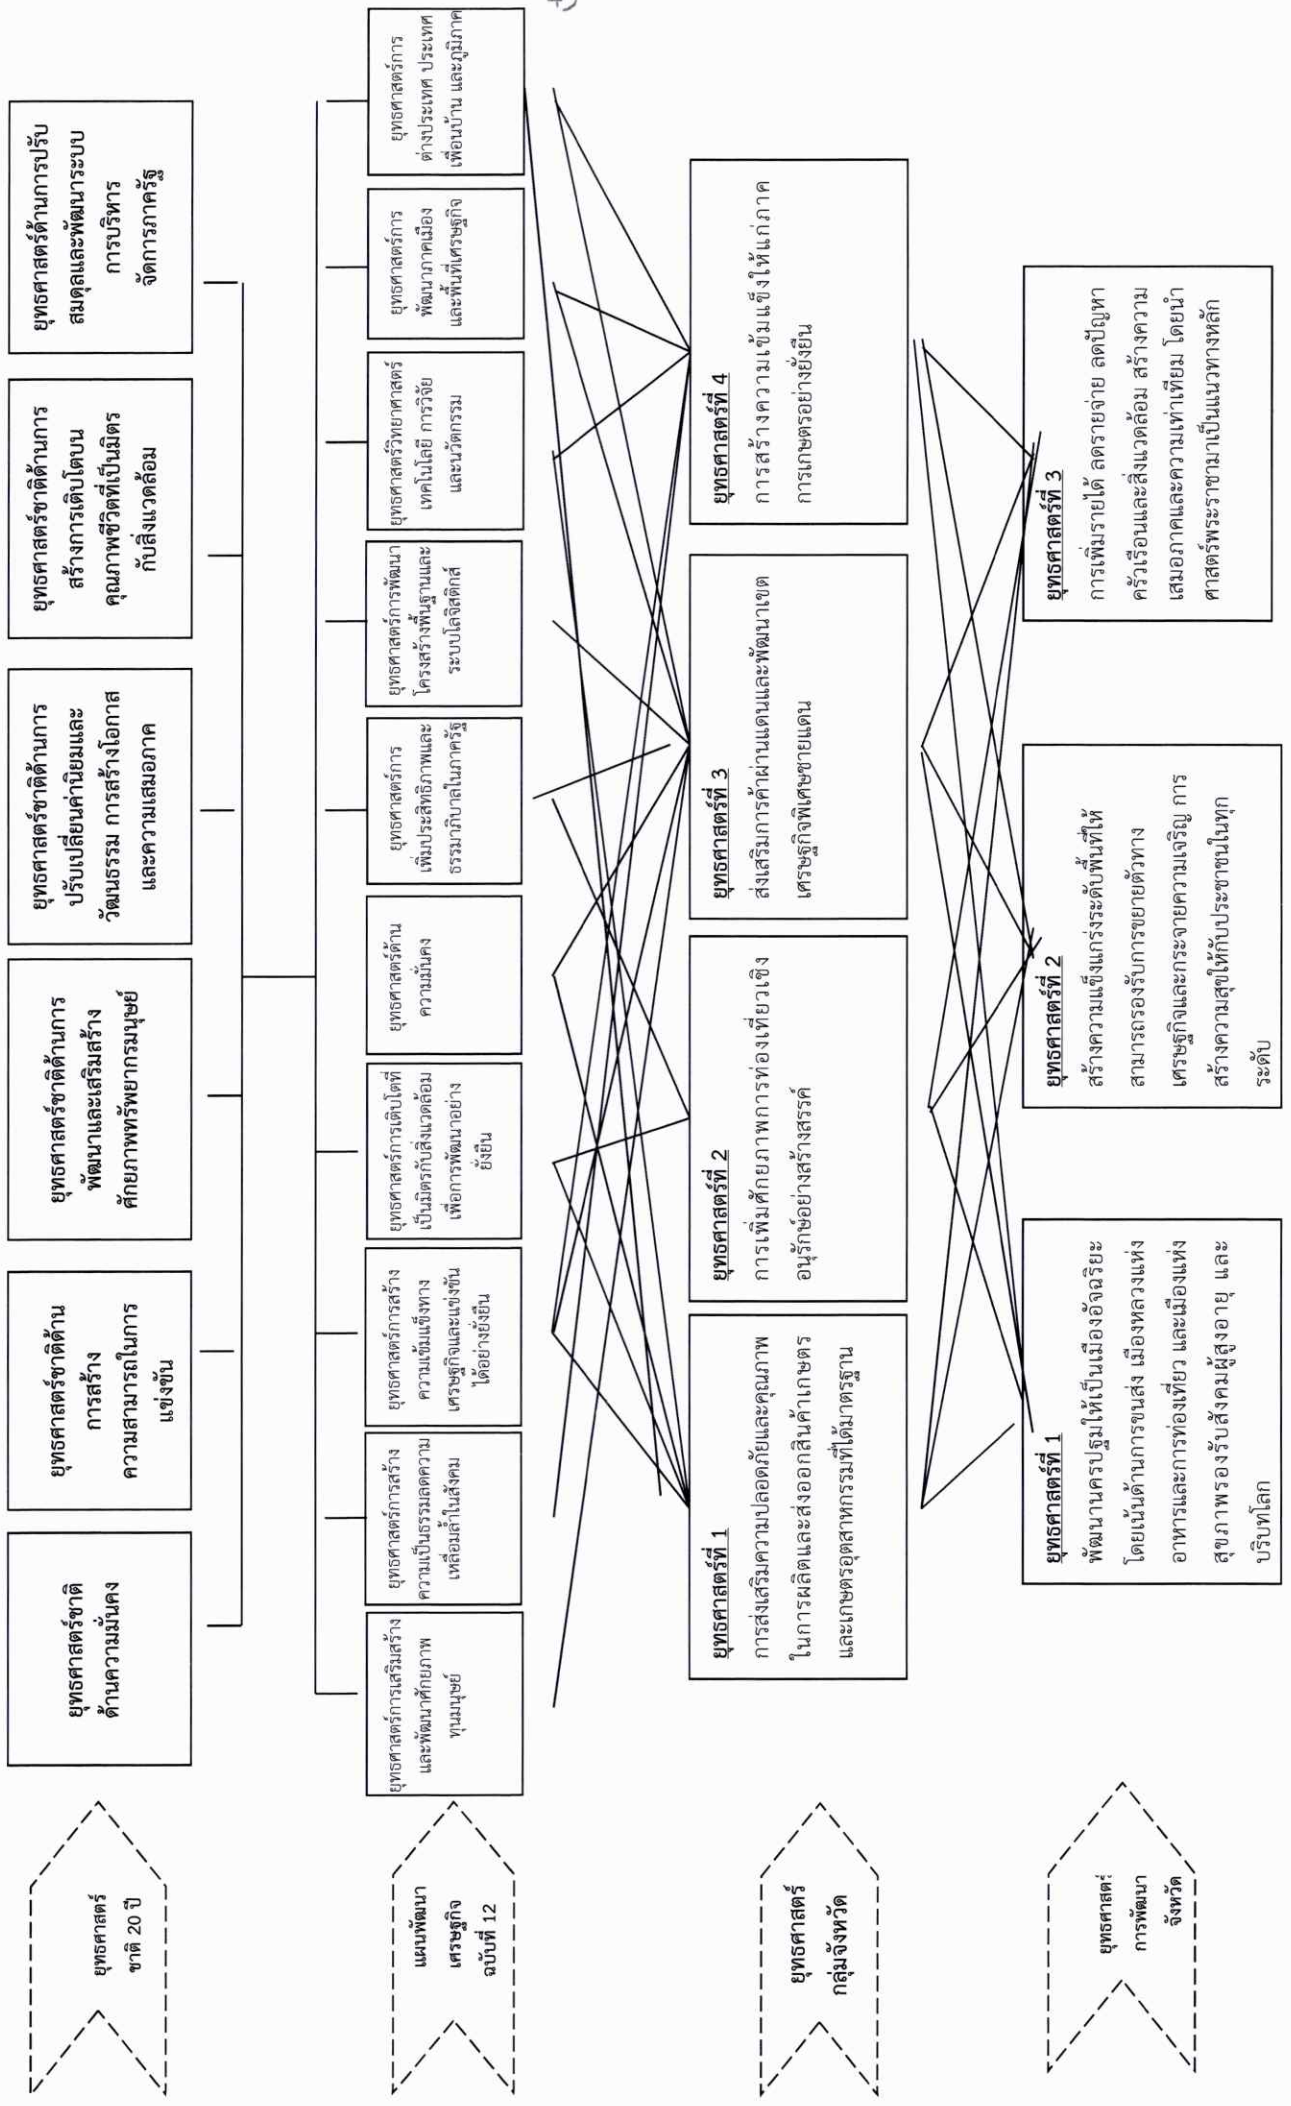 ยุทธศาสตร์
ชาติ 20 ปี
ยุทธศาสตร์ชาติ
ด้านความมั่นคง
ยุทธศาสตร์ชาติด้าน
การสร้าง
ความสามารถในการ
แข่งขัน
ยุทธศาสตร์ชาติด้านการ
พัฒนาและเสริมสร้าง
ศักยภาพทรัพยากรมนุษย์
ยุทธศาสตร์ชาติด้านการ
ปรับเปลี่ยนค่านิยมและ
วัฒนธรรม การสร้างโอกาส
และความเสมอภาค
ยุทธศาสตร์ชาติด้านการ
สร้างการเติบโตบน
คุณภาพชีวิตที่เป็นมิตร
กับสิ่งแวดล้อม
ยุทธศาสตร์ด้านการปรับ
สมดุลและพัฒนาระบบ
การบริหาร
จัดการภาครัฐ
แผนพัฒนา
เศรษฐกิจ
ฉบับที่ 12
ยุทธศาสตร์การเสริมสร้าง
และพัฒนาศักยภาพ
ทุนมนุษย์
ยุทธศาสตร์การสร้าง
ความเป็นธรรมลดความ
เหลื่อมล้ำในสังคม
ยุทธศาสตร์การสร้าง
ความเข้มแข็งทาง
เศรษฐกิจและแข่งขัน
ได้อย่างยั่งยืน
ยุทธศาสตร์การเติบโตที่
เป็นมิตรกับสิ่งแวดล้อม
เพื่อการพัฒนาอย่าง
ยั่งยืน
ยุทธศาสตร์ด้าน
ความมั่นคง
ยุทธศาสตร์การ
เพิ่มประสิทธิภาพและ
ธรรมาภิบาลในภาครัฐ
ยุทธศาสตร์การพัฒนา
โครงสร้างพื้นฐานและ
ระบบโลจิสติกส์
ยุทธศาสตร์วิทยาศาสตร์
เทคโนโลยี การวิจัย
และนวัตกรรม
ยุทธศาสตร์การ
พัฒนาภาคเมือง
และพื้นที่เศรษฐกิจ
ยุทธศาสตร์การ
ต่างประเทศ ประเทศ
เพื่อนบ้าน และภูมิภาค
ยุทธศาสตร์
กลุ่มจังหวัด
ยุทธศาสตร์ที่ 1
การส่งเสริมความปลอดภัยและคุณภาพ
ในการผลิตและส่งออกสินค้าเกษตร
และเกษตรอุตสาหกรรมที่ได้มาตรฐาน
ยุทธศาสตร์ที่ 2
การเพิ่มศักยภาพการท่องเที่ยวเชิง
อนุรักษ์อย่างสร้างสรรค์
ยุทธศาสตร์ที่ 3
ส่งเสริมการค้าผ่านแดนและพัฒนาเขต
เศรษฐกิจพิเศษชายแดน
ยุทธศาสตร์ที่ 4
การสร้างความเข้มแข็งให้แก่ภาค
การเกษตรอย่างยั่งยืน
ยุทธศาสตร์
การพัฒนา
จังหวัด
ยุทธศาสตร์ที่ 1
พัฒนานครปฐมให้เป็นเมืองอัจฉริยะ
โดยเน้นด้านการขนส่ง เมืองหลวงแห่ง
อาหารและการท่องเที่ยว และเมืองแห่ง
สุขภาพรองรับสังคมผู้สูงอายุ และ
บริบทโลก
ยุทธศาสตร์ที่ 2
สร้างความแข็งแกร่งระดับพื้นที่ให้
สามารถรองรับการขยายตัวทาง
เศรษฐกิจและกระจายความเจริญ การ
สร้างความสุขให้กับประชาชนในทุก
ระดับ
ยุทธศาสตร์ที่ 3
การเพิ่มรายได้ ลดรายจ่าย ลดปัญหา
ครัวเรือนและสิ่งแวดล้อม สร้างความ
เสมอภาคและความเท่าเทียม โดยนำ
ศาสตร์พระราชามาเป็นแนวทางหลัก